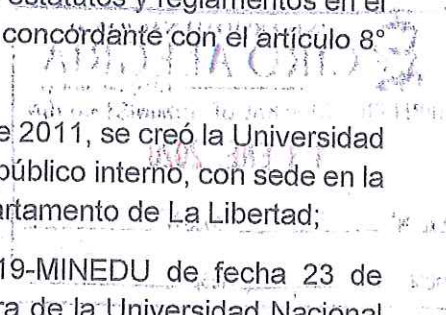 estatutos y reglamentos en el
concordante con el artículo 8°
e 2011, se creó la Universidad
público interno, con sede en la
artamento de La Libertad;
19-MINEDU de fecha 23 de
ra de la Universidad Nacional